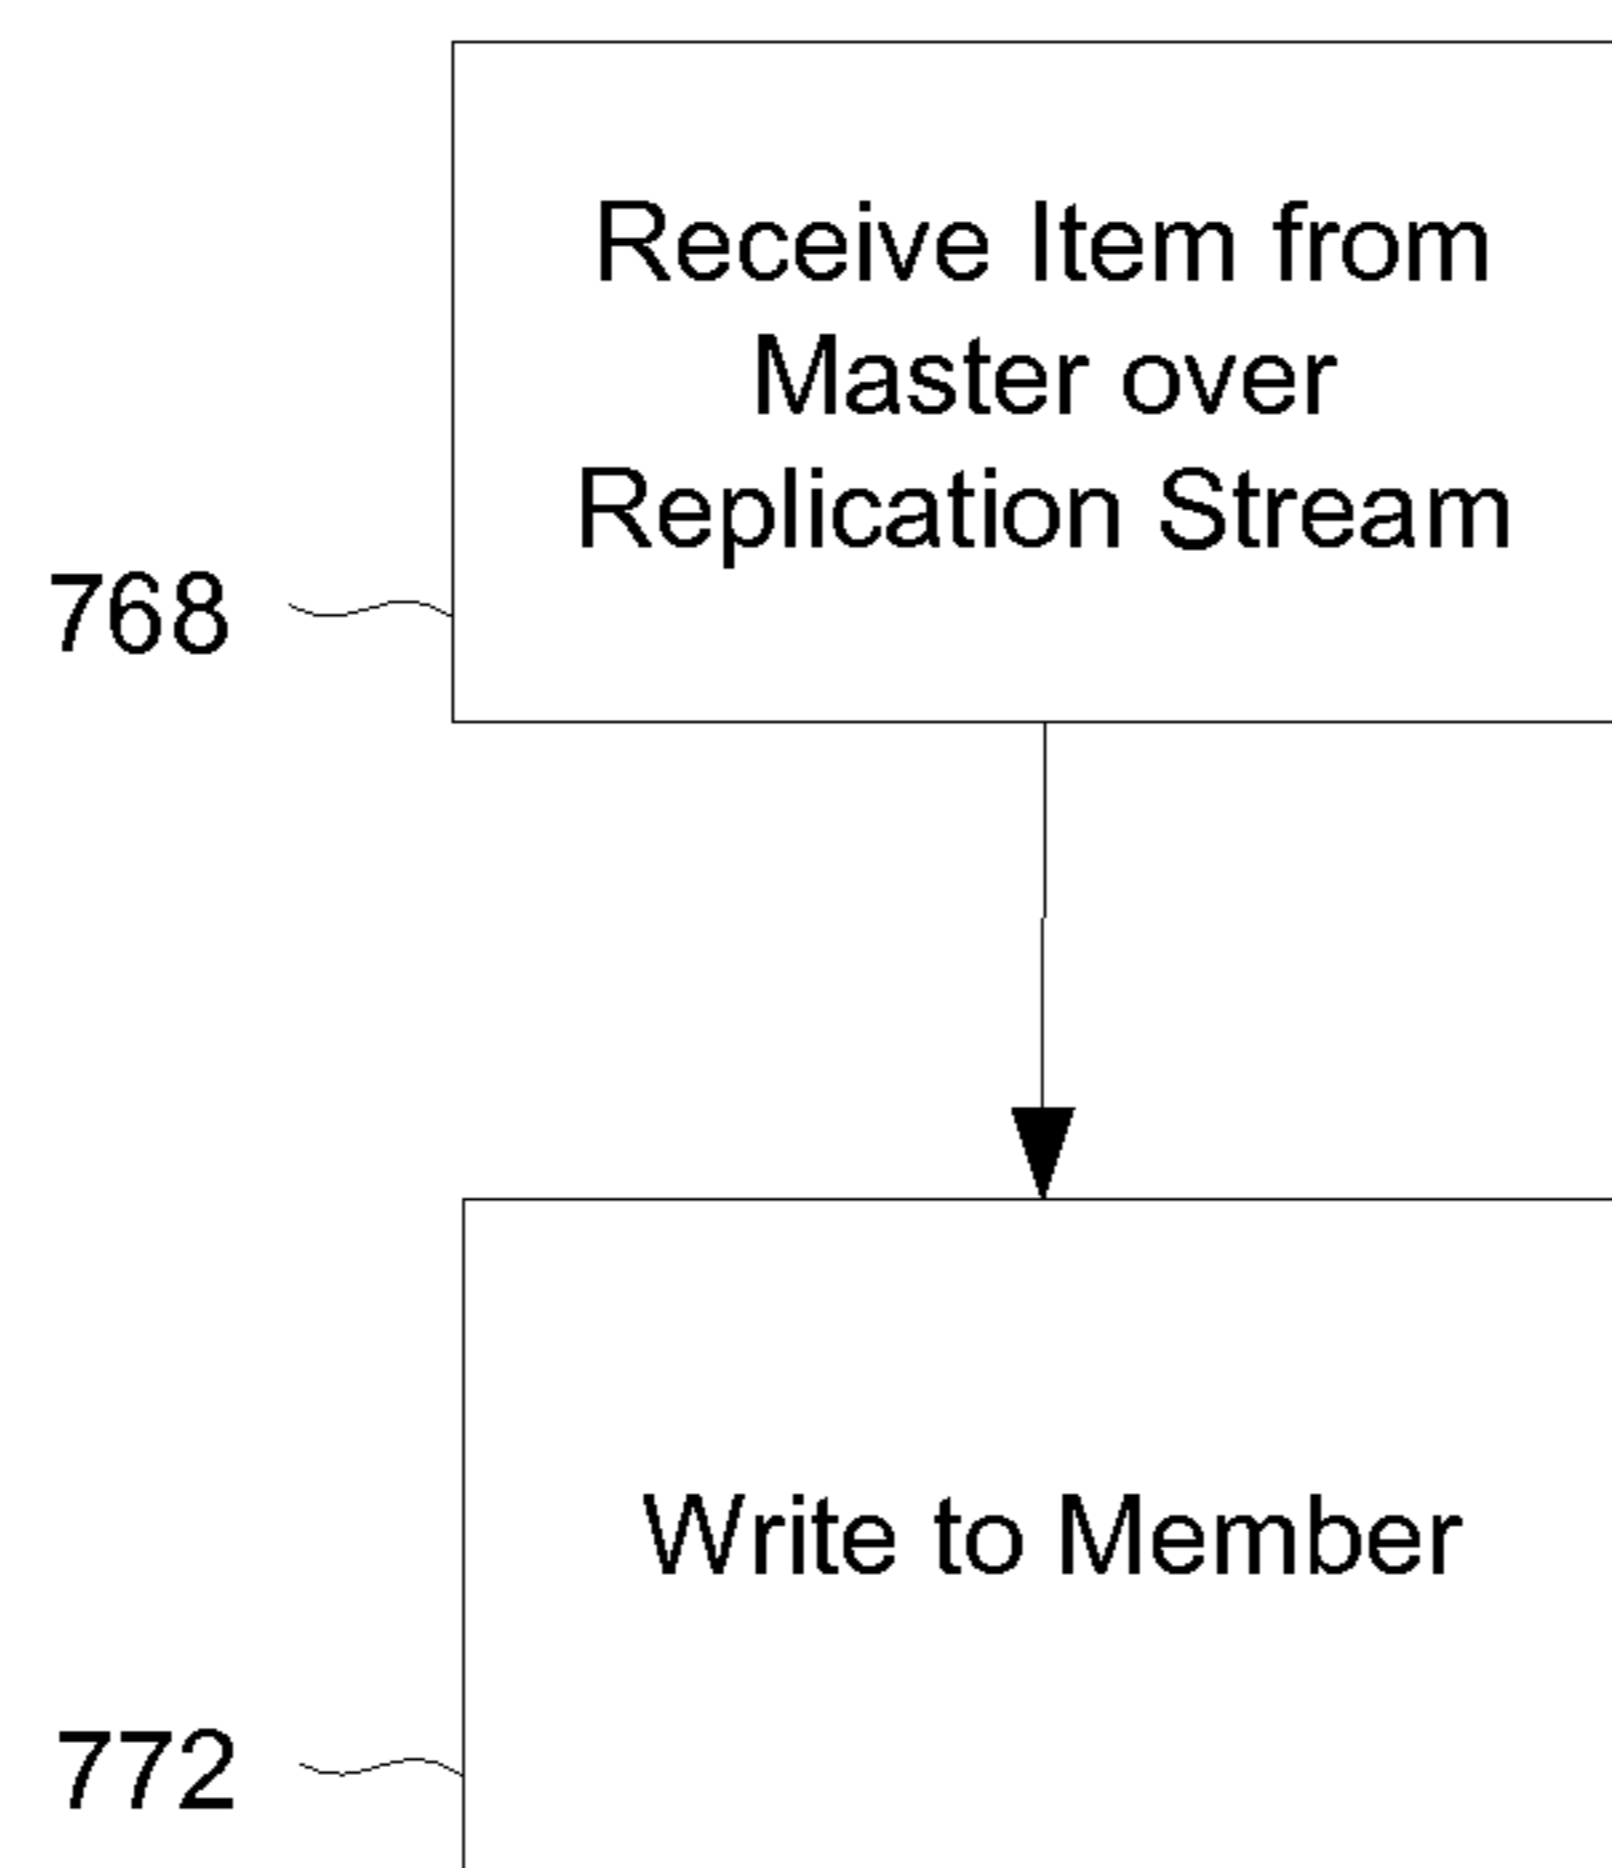 Receive Item from
Master over
Replication Stream
768
Write to Member
772